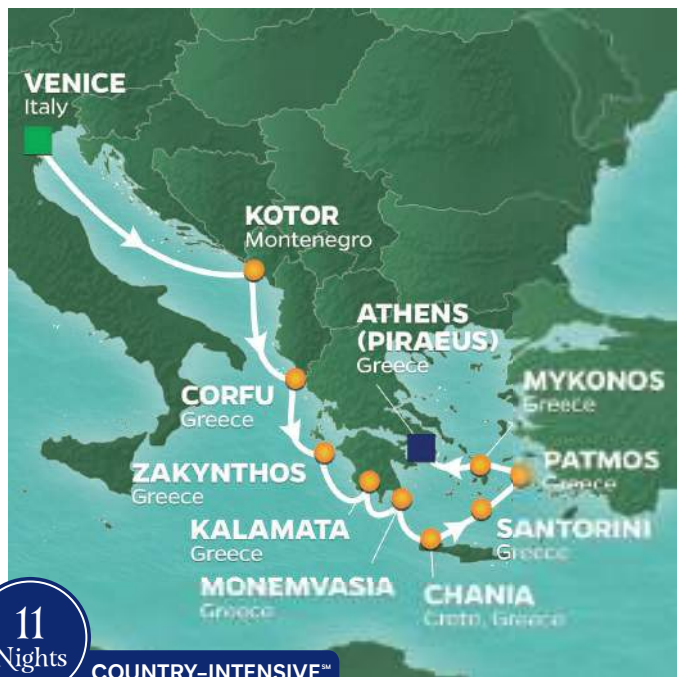 VENICE
Italy
KOTOR
Montenegro
ATHENS
(PIRAEUS)
Greece
MYKONOS
Greece
CORFU
Greece
PATMOS
Greece
ZAKYNTHOS
Greece
SANTORINI
Greece
KALAMATA
Greece
MONEMVASIA
Greece
CHANIA
Crete, Greece
11
Nights
COUNTRY-INTENSIVE℠